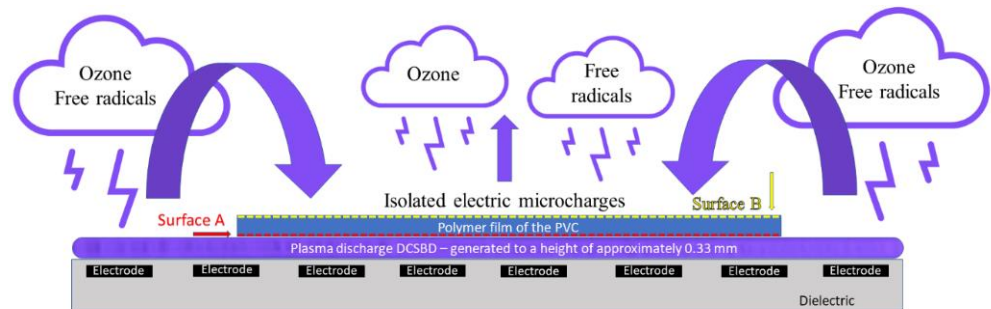 Ozone
Free radicals
Ozone
Free
radicals
Ozone
Free radicals
Isolated electric microcharges
Surface A
Surface B
Polymer film of the PVC
Plasma discharge DCSBD – generated to a height of approximately 0.33 mm
Electrode Electrode Electrode Electrode Electrode Electrode Electrode Electrode
Dielectric